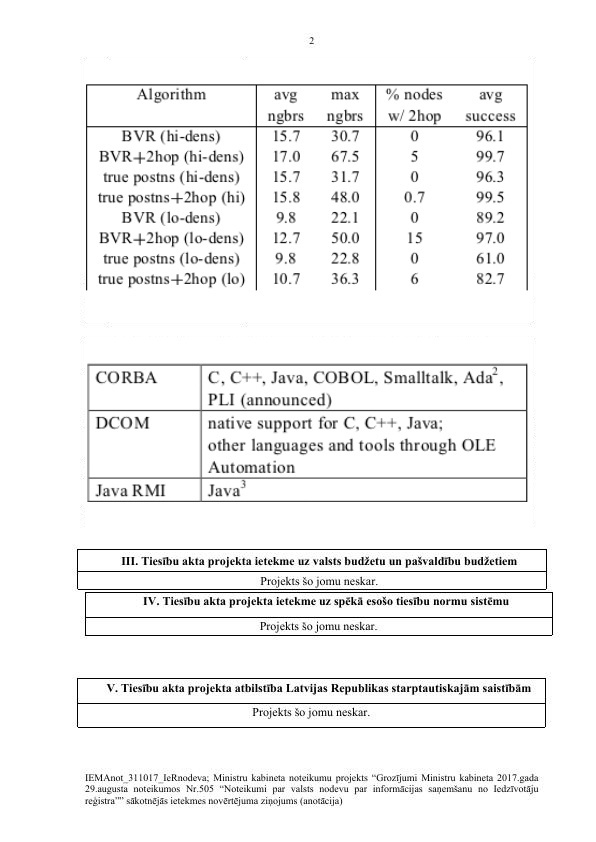 2
Algorithm avg max % nodes avg
ngbrs ngbrs w/ 2hop success
BVR (hi-dens) 15.7 30.7 0 96.1
BVR+2hop (hi-dens) 17.0 67.5 5 99.7
true postns (hi-dens) 15.7 31.7 0 96.3
true postns+2hop (hi) 15.8 48.0 0.7 99.5
BVR (lo-dens) 9.8 22.1 0 89.2
BVR+2hop (lo-dens) 12.7 50.0 15 97.0
true postns (lo-dens) 9.8 22.8 0 61.0
true postns+2hop (lo) 10.7 36.3 6 82.7
CORBA C, C++, Java, COBOL, Smalltalk, Ada2,
PLI (announced)
DCOM native support for C, C++, Java;
other languages and tools through OLE
Automation
Java RMI Java3
III. Tiesību akta projekta ietekme uz valsts budžetu un pašvaldību budžetiem
Projekts šo jomu neskar.
IV. Tiesību akta projekta ietekme uz spēkā esošo tiesību normu sistēmu
Projekts šo jomu neskar.
V. Tiesību akta projekta atbilstība Latvijas Republikas starptautiskajām saistībām
Projekts šo jomu neskar.
IEMAnot_311017_IeRnodeva; Ministru kabineta noteikumu projekts “Grozījumi Ministru kabineta 2017.gada
29.augusta noteikumos Nr.505 “Noteikumi par valsts nodevu par informācijas saņemšanu no Iedzīvotāju
reģistra”” sākotnējās ietekmes novērtējuma ziņojums (anotācija)